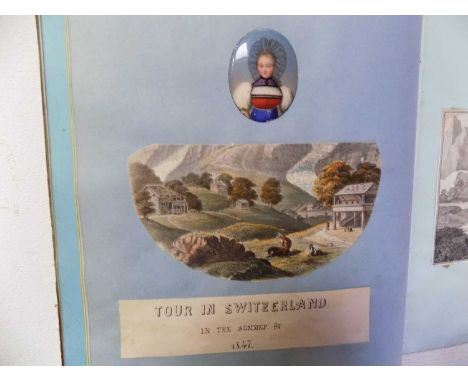 TOUR IN SWITZERLAND
IN THE SUMMER OF
1847.